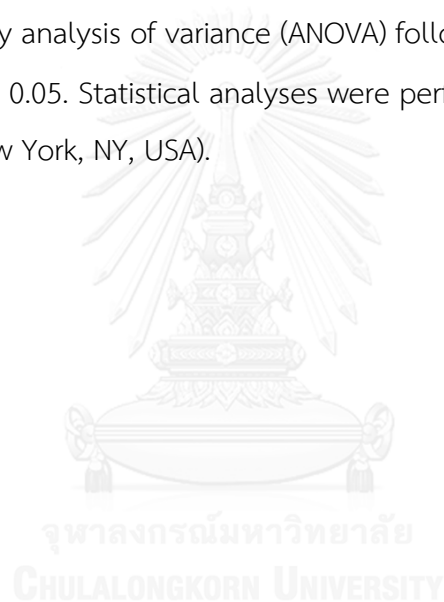 y analysis of variance (ANOVA) follo
0.05. Statistical analyses were perf
w York, NY, USA).
จุฬาลงกรณ์มหาวิทยาลัย
CHULALONGKORN UNIVERSITY